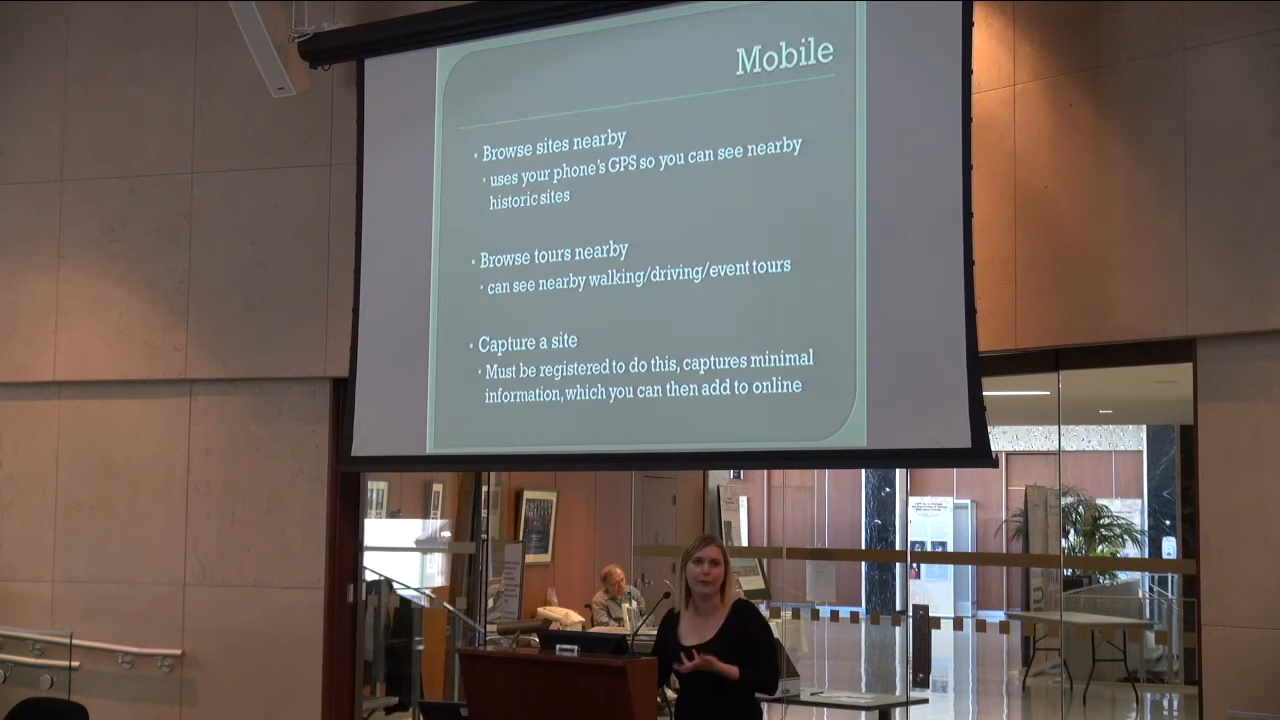 Mobile
• Browse sites nearby
• uses your phone's GPS so you can see nearby
historic sites
• Browse tours nearby
• can see nearby walking/driving/event tours
• Capture a site
• Must be registered to do this, captures minimal
information, which you can then add to online